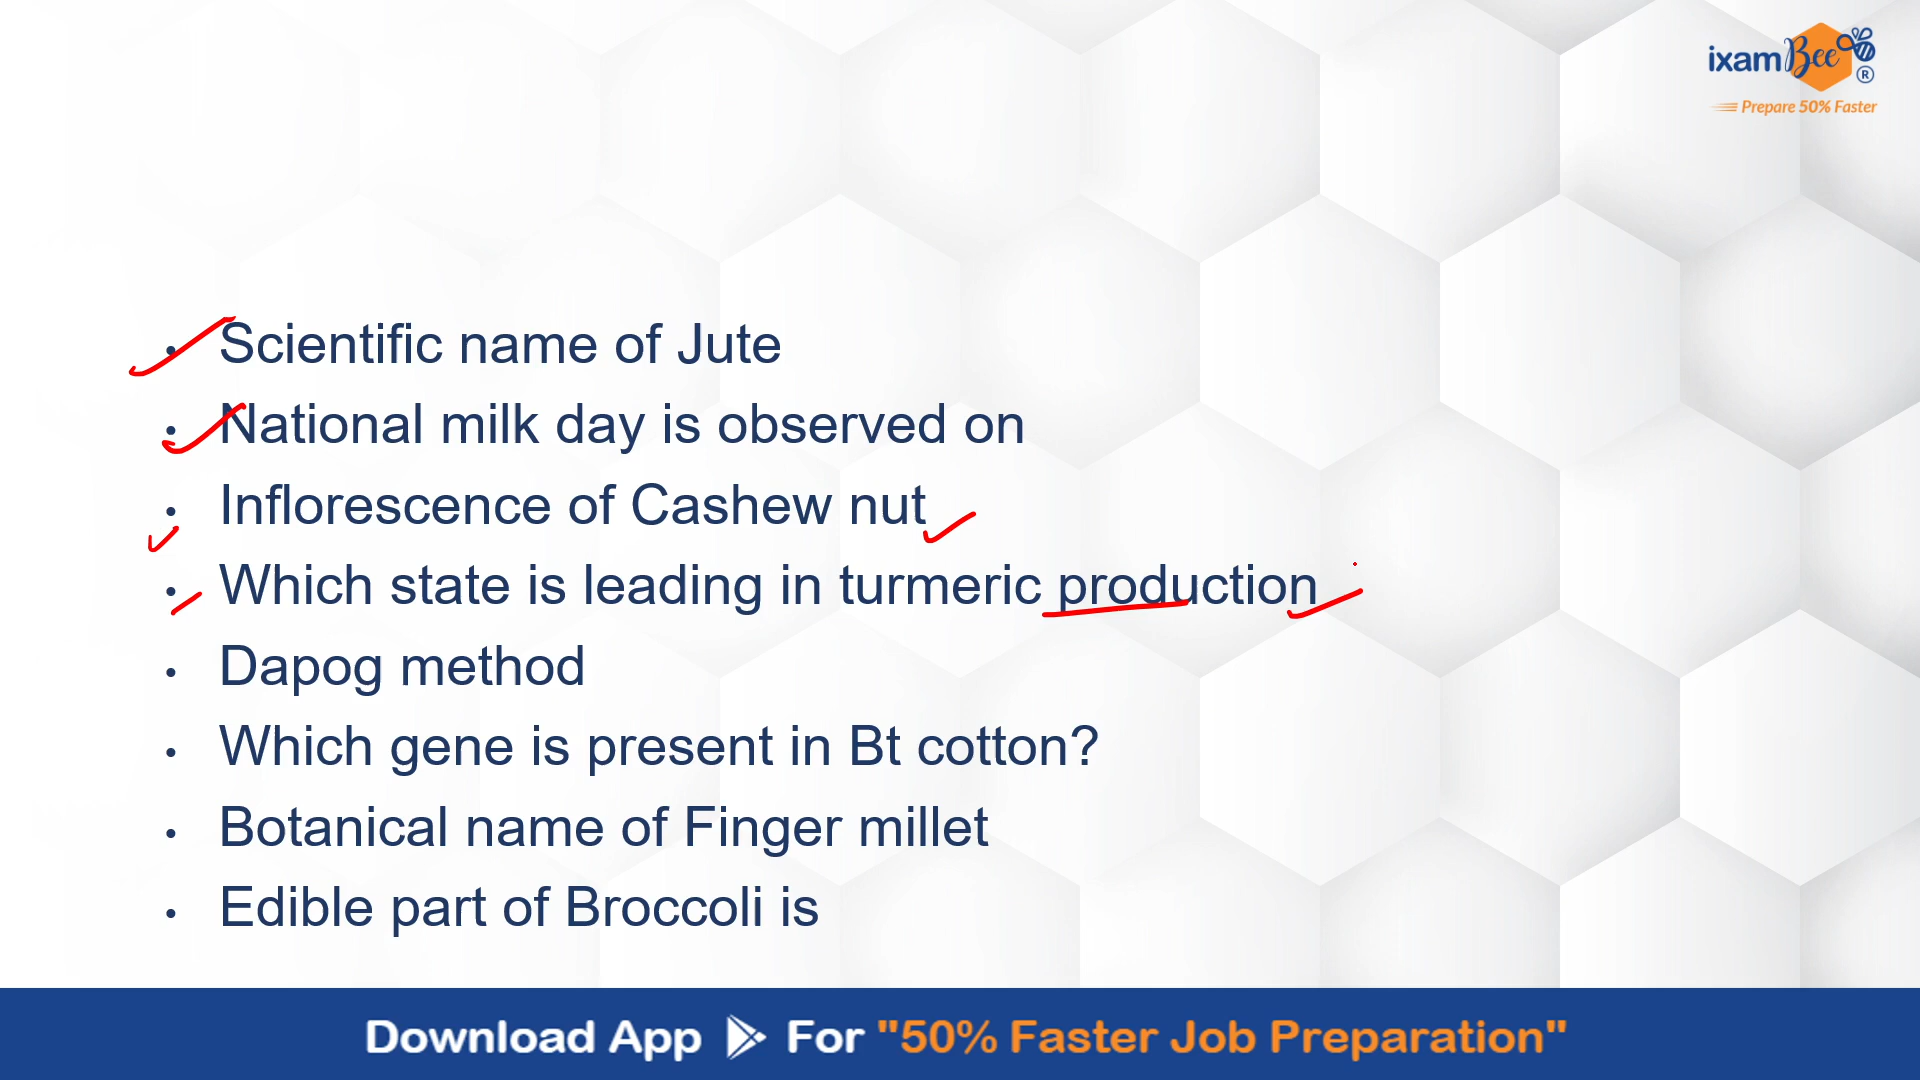 ixamBee®
Prepare 50% Faster
• Scientific name of Jute
• National milk day is observed on
• Inflorescence of Cashew nut
• Which state is leading in turmeric production
• Dapog method
• Which gene is present in Bt cotton?
• Botanical name of Finger millet
• Edible part of Broccoli is
Download App For "50% Faster Job Preparation"